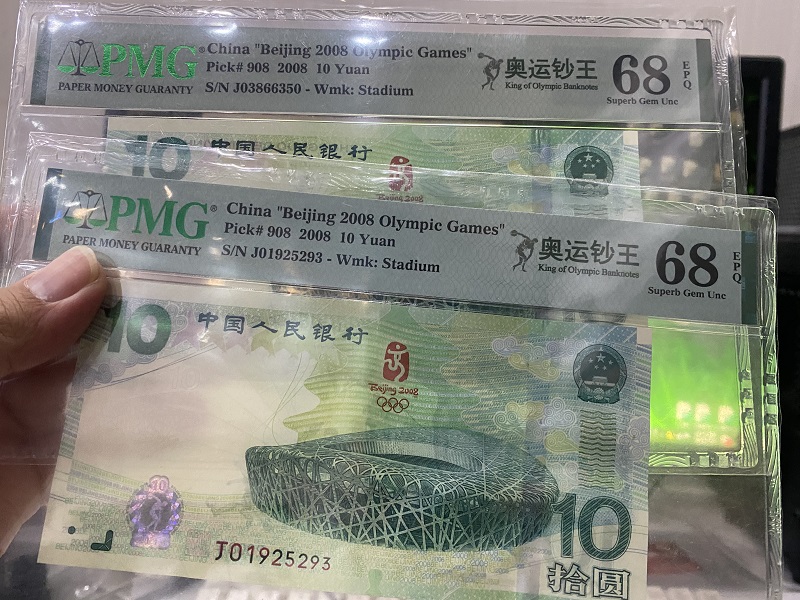 PMG®
PAPER MONEY GUARANTY
China "Beijing 2008 Olympic Games"
Pick# 908 2008 10 Yuan
S/N J03866350 - Wmk: Stadium
奥运钞王
King of Olympic Banknotes
68
EPQ
Superb Gem Unc
10
中国人民银行
Beijing 2008
PMG®
PAPER MONEY GUARANTY
China "Beijing 2008 Olympic Games"
Pick# 908 2008 10 Yuan
S/N J01925293 - Wmk: Stadium
奥运钞王
King of Olympic Banknotes
68
EPQ
Superb Gem Unc
10
中国人民银行
Beijing 2008
10
J01925293
10
拾圆